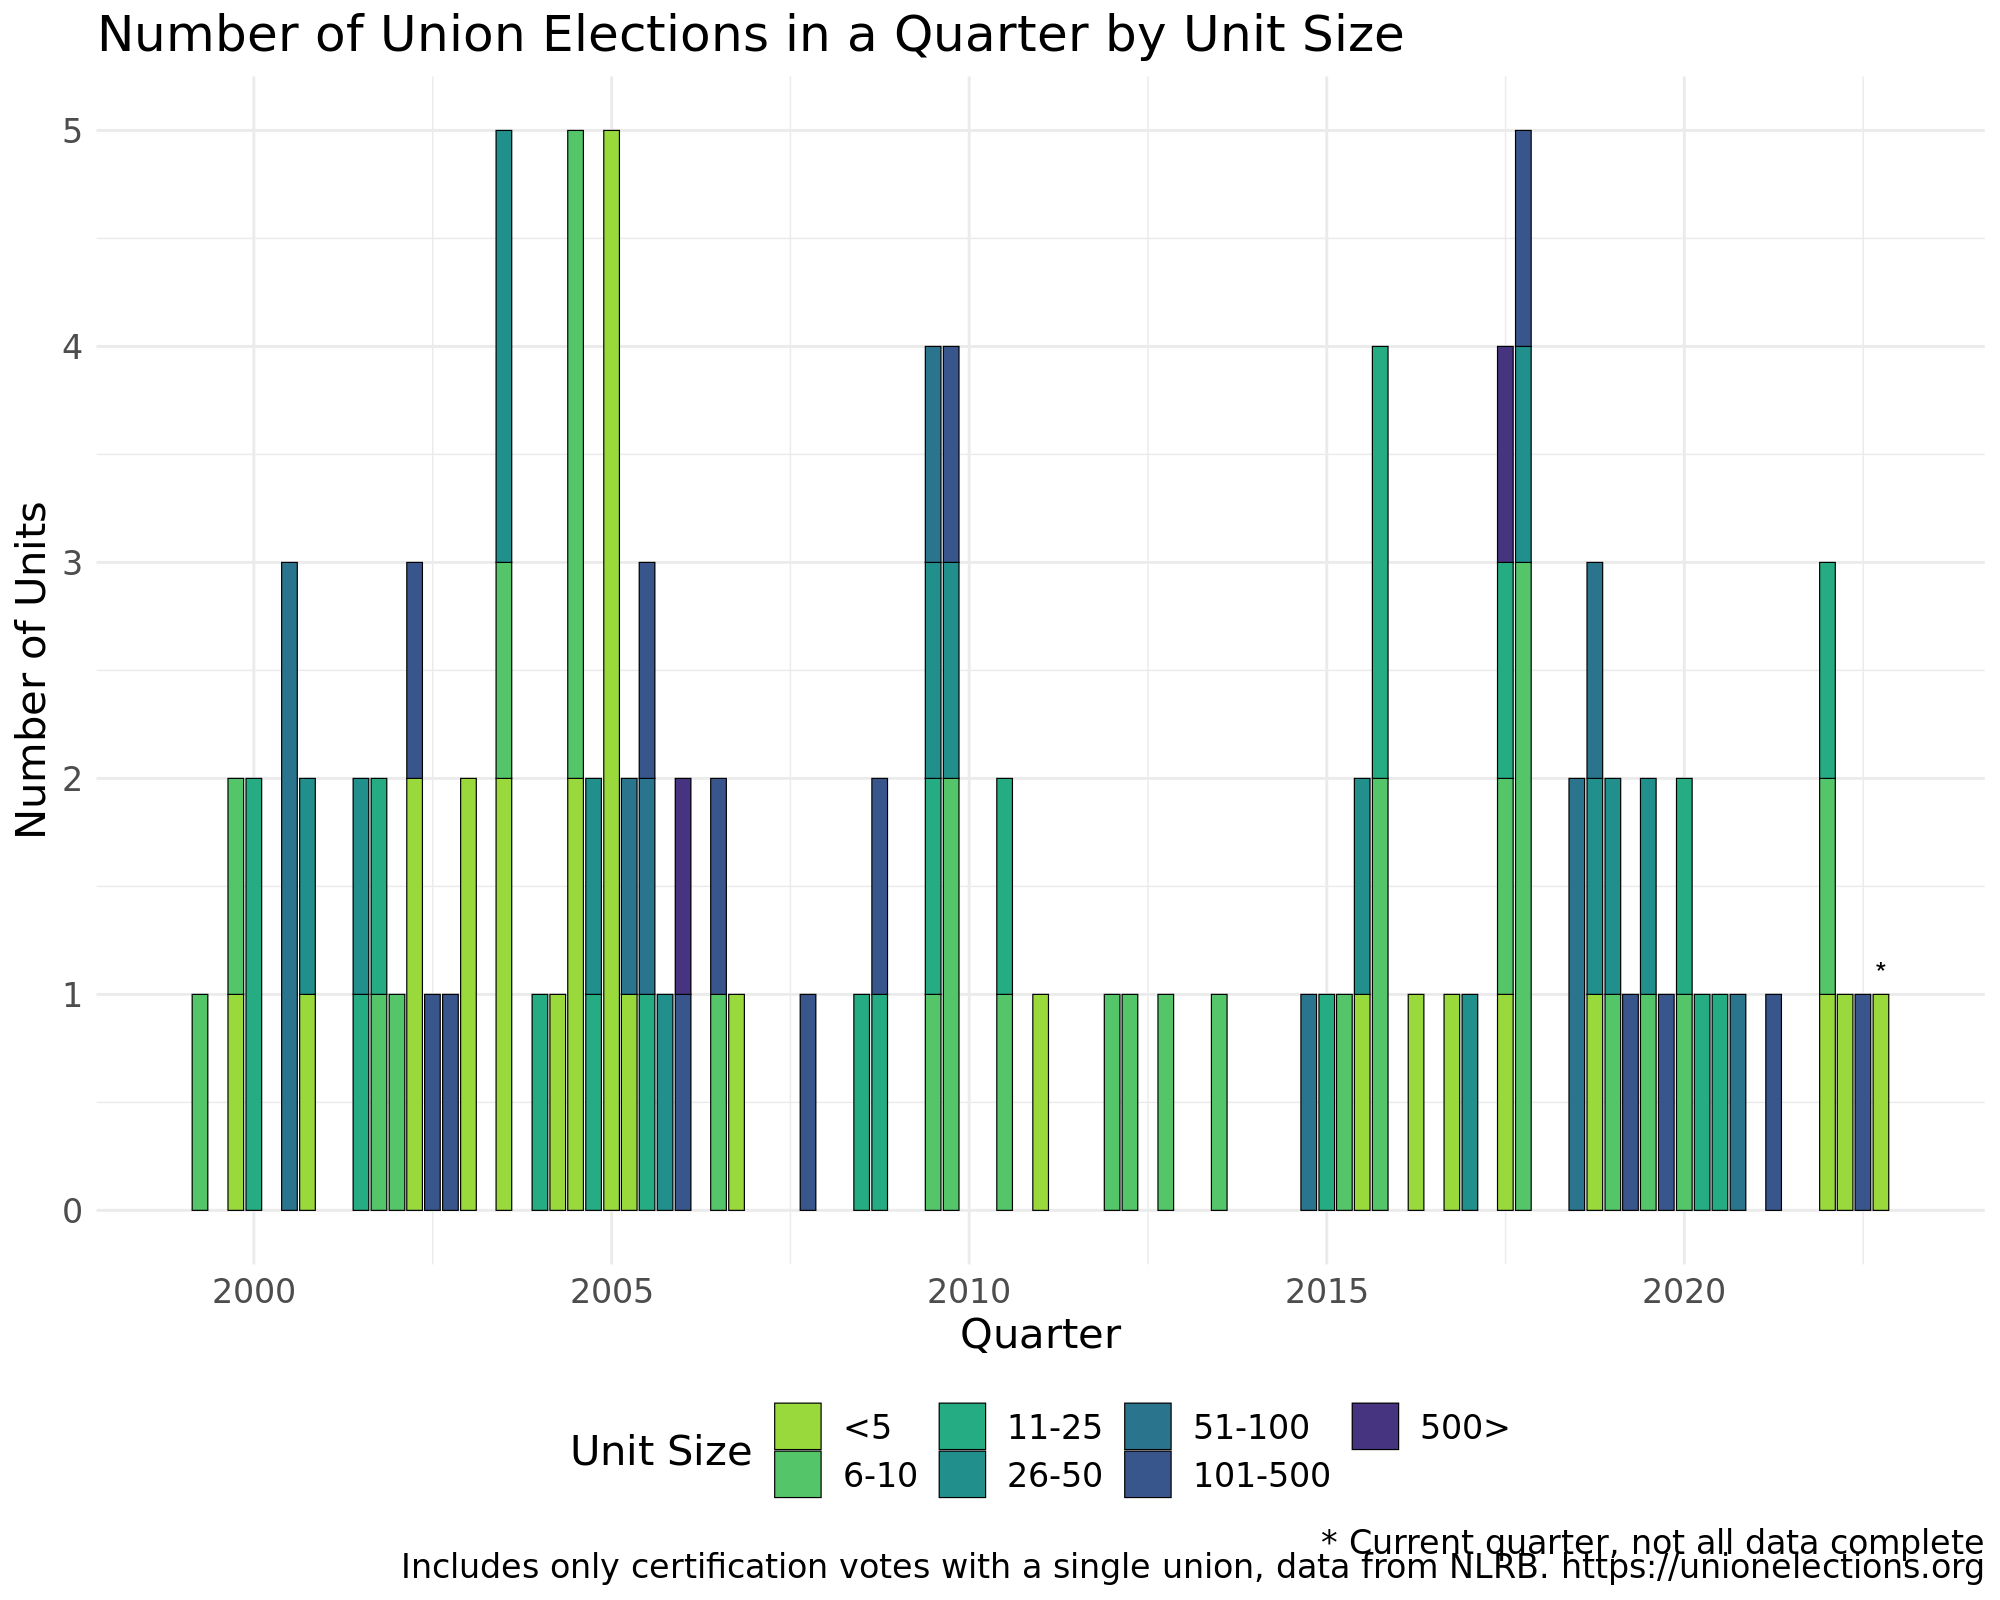 Number of Union Elections in a Quarter by Unit Size
5
4
3
2
1
0
Number of Units
*
2000 2005 2010 2015 2020
Quarter
Unit Size
<5 11-25 51-100 500>
6-10 26-50 101-500
* Current quarter, not all data complete
Includes only certification votes with a single union, data from NLRB. https://unionelections.org